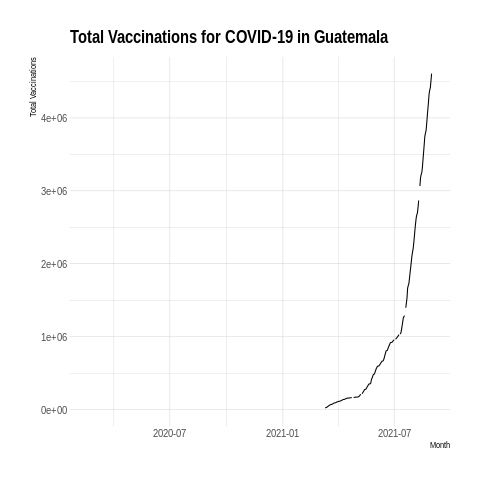 Total Vaccinations for COVID-19 in Guatemala
Total Vaccinations
4e+06
3e+06
2e+06
1e+06
0e+00
2020-07 2021-01 2021-07
Month